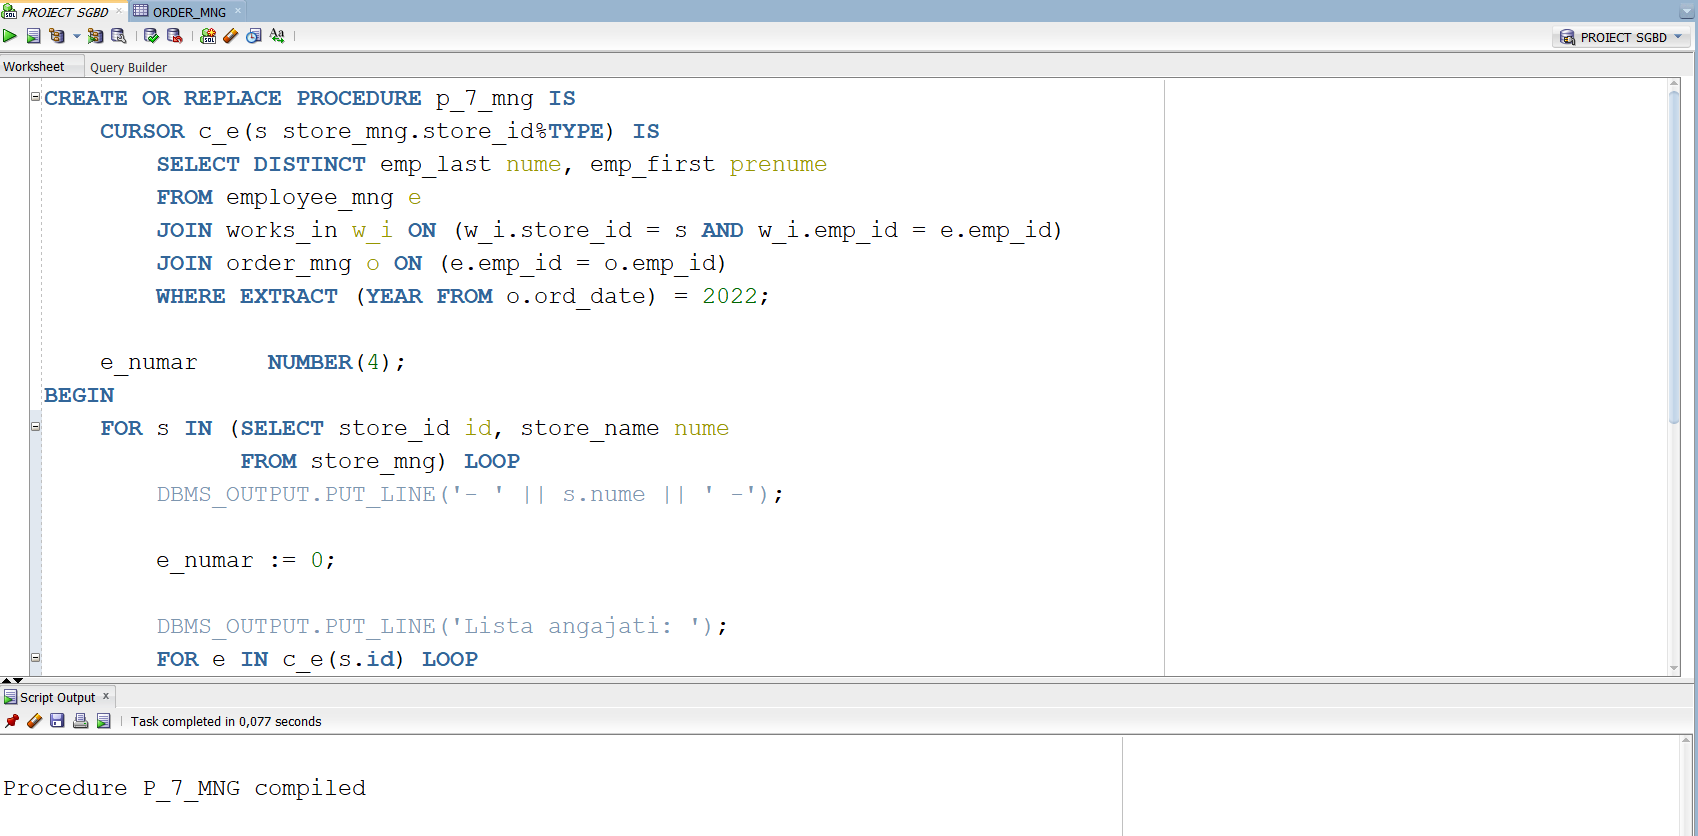 PROIECT SGBD × ORDER_MNG ×
PROIECT SGBD
Worksheet Query Builder
CREATE OR REPLACE PROCEDURE p_7_mng IS
    CURSOR c_e(s store_mng.store_id%TYPE) IS
        SELECT DISTINCT emp_last nume, emp_first prenume
        FROM employee_mng e
        JOIN works_in w_i ON (w_i.store_id = s AND w_i.emp_id = e.emp_id)
        JOIN order_mng o ON (e.emp_id = o.emp_id)
        WHERE EXTRACT (YEAR FROM o.ord_date) = 2022;
    e_numar     NUMBER(4);
BEGIN
    FOR s IN (SELECT store_id id, store_name nume
              FROM store_mng) LOOP
        DBMS_OUTPUT.PUT_LINE('- ' || s.nume || ' -');
        e_numar := 0;
        DBMS_OUTPUT.PUT_LINE('Lista angajati: ');
        FOR e IN c_e(s.id) LOOP
Script Output ×
Task completed in 0,077 seconds
Procedure P_7_MNG compiled